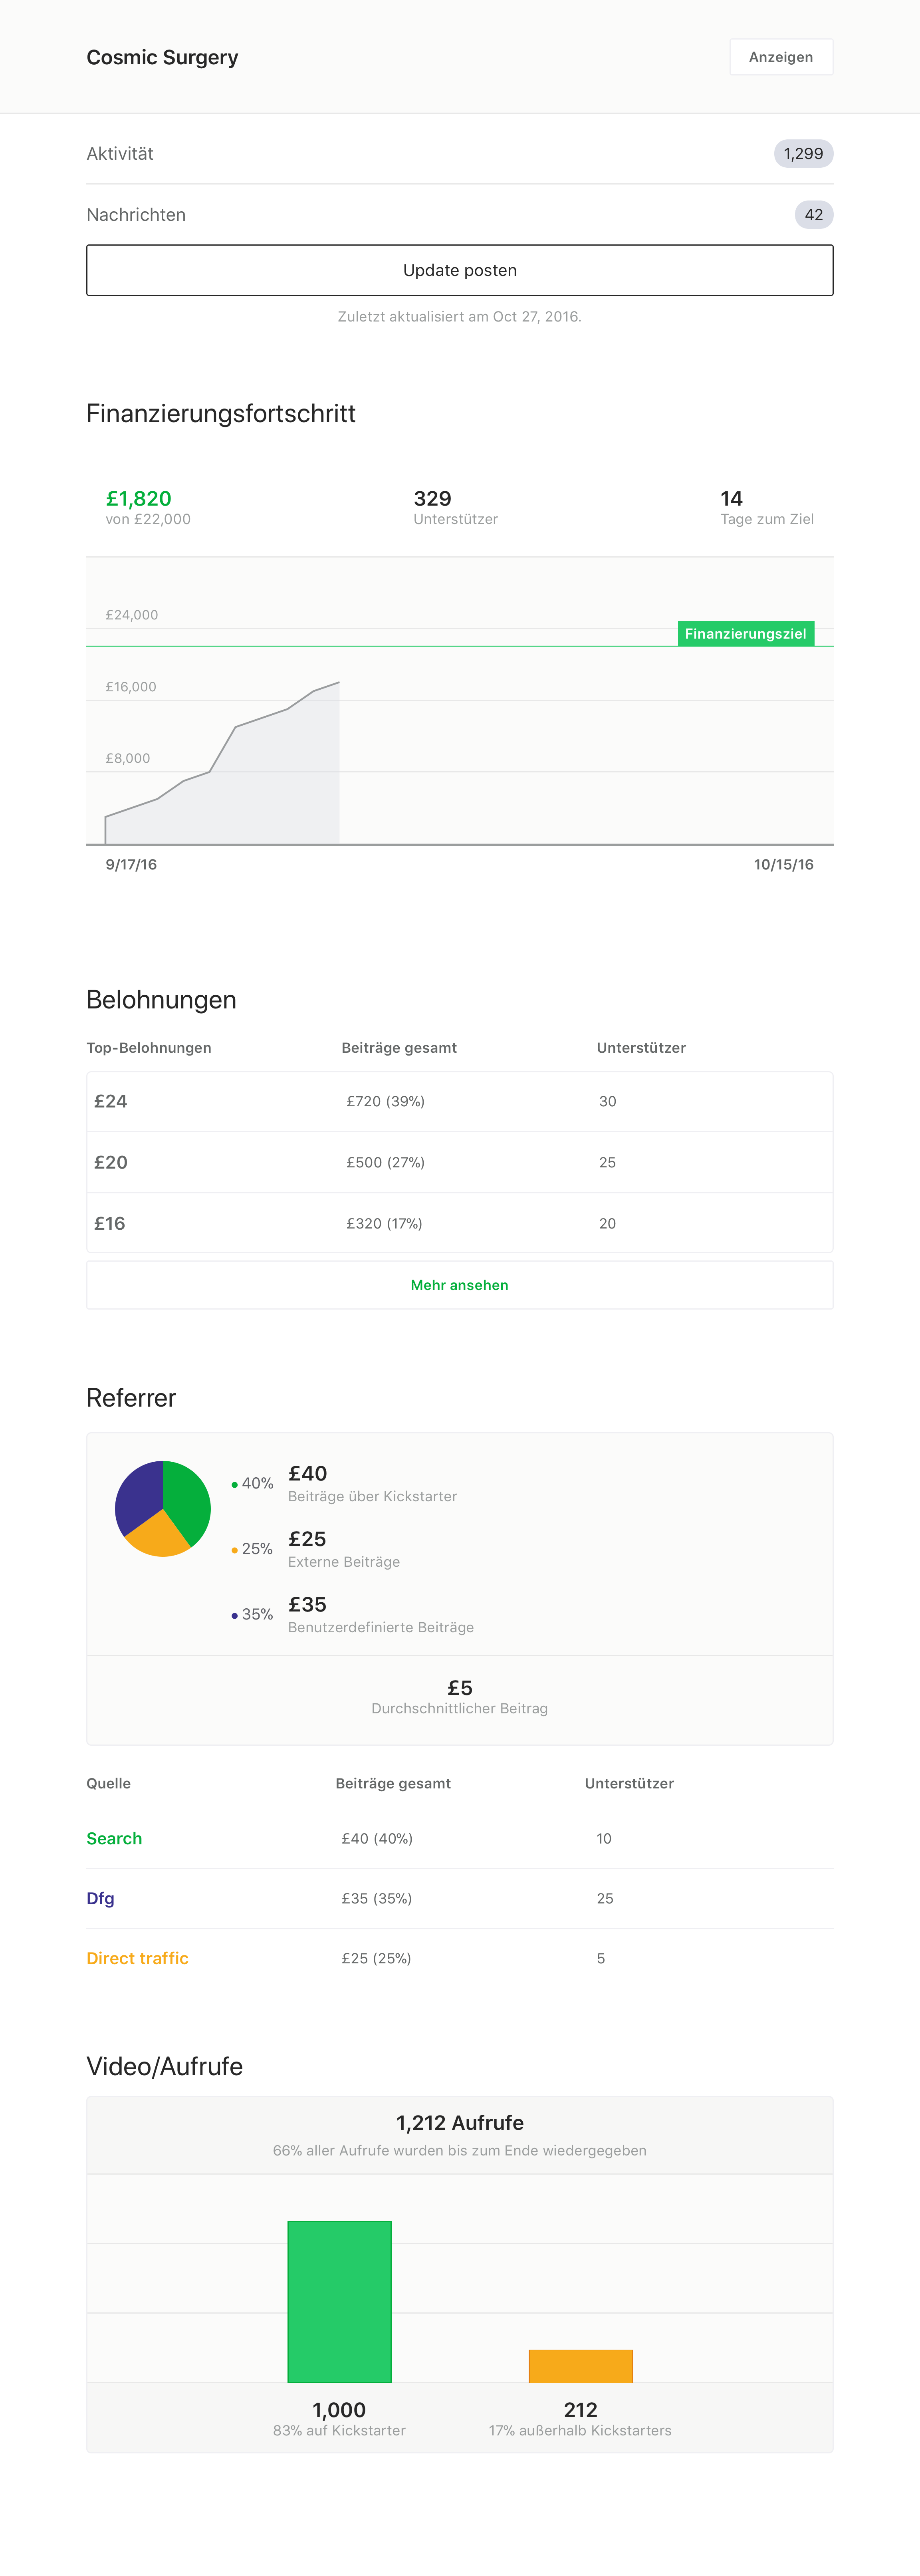 Cosmic Surgery
Anzeigen
Aktivität
1,299
Nachrichten
42
Update posten
Zuletzt aktualisiert am Oct 27, 2016.
Finanzierungsfortschritt
£1,820
von £22,000
329
Unterstützer
14
Tage zum Ziel
£24,000
Finanzierungsziel
£16,000
£8,000
9/17/16
10/15/16
Belohnungen
Top-Belohnungen Beiträge gesamt Unterstützer
£24 £720 (39%) 30
£20 £500 (27%) 25
£16 £320 (17%) 20
Mehr ansehen
Referrer
40% £40
Beiträge über Kickstarter
25% £25
Externe Beiträge
35% £35
Benutzerdefinierte Beiträge
£5
Durchschnittlicher Beitrag
Quelle Beiträge gesamt Unterstützer
Search £40 (40%) 10
Dfg £35 (35%) 25
Direct traffic £25 (25%) 5
Video/Aufrufe
1,212 Aufrufe
66% aller Aufrufe wurden bis zum Ende wiedergegeben
1,000
83% auf Kickstarter
212
17% außerhalb Kickstarters